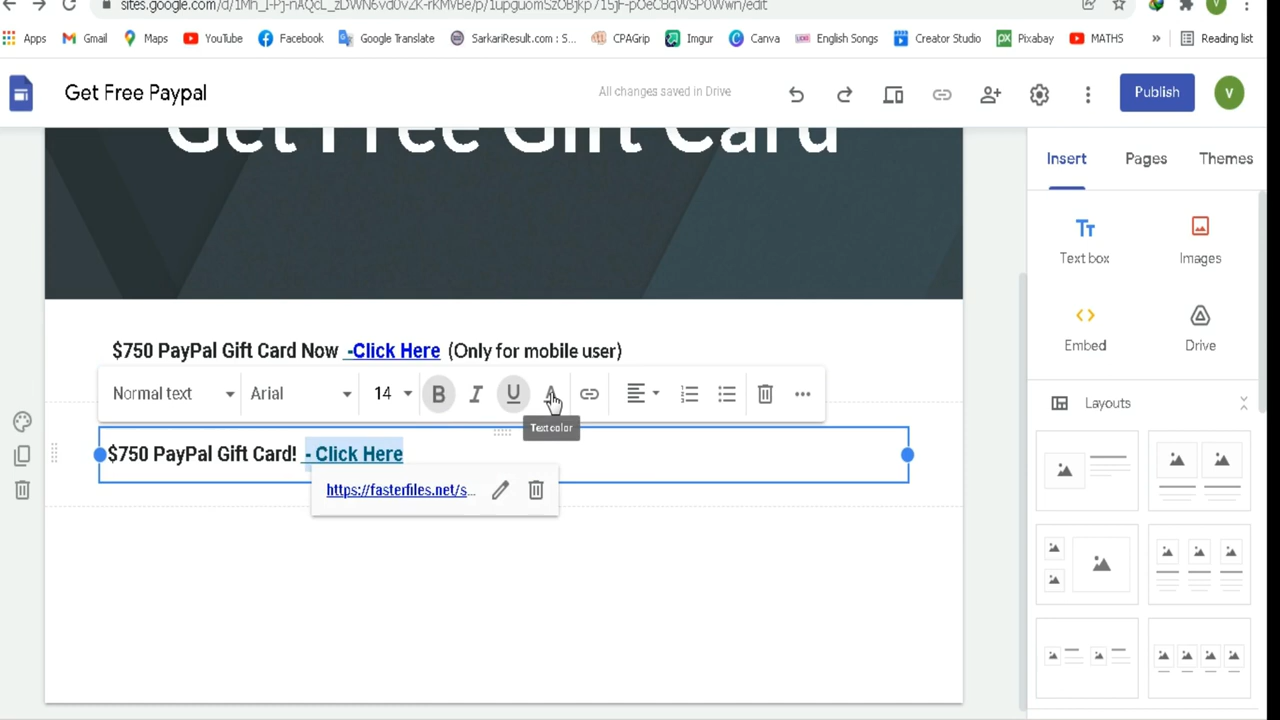 Apps Gmail Maps YouTube Facebook Google Translate SarkariResult.com : S... CPAGrip Imgur Canva English Songs Creator Studio Pixabay MATHS » Reading list
Get Free Paypal All changes saved in Drive Publish V
Get Free Gift Card
Insert Pages Themes
Text box Images
Embed Drive
Layouts
$750 PayPal Gift Card Now -Click Here (Only for mobile user)
Normal text Arial 14 B I U A
Text color
$750 PayPal Gift Card! - Click Here
https://fasterfiles.net/s...